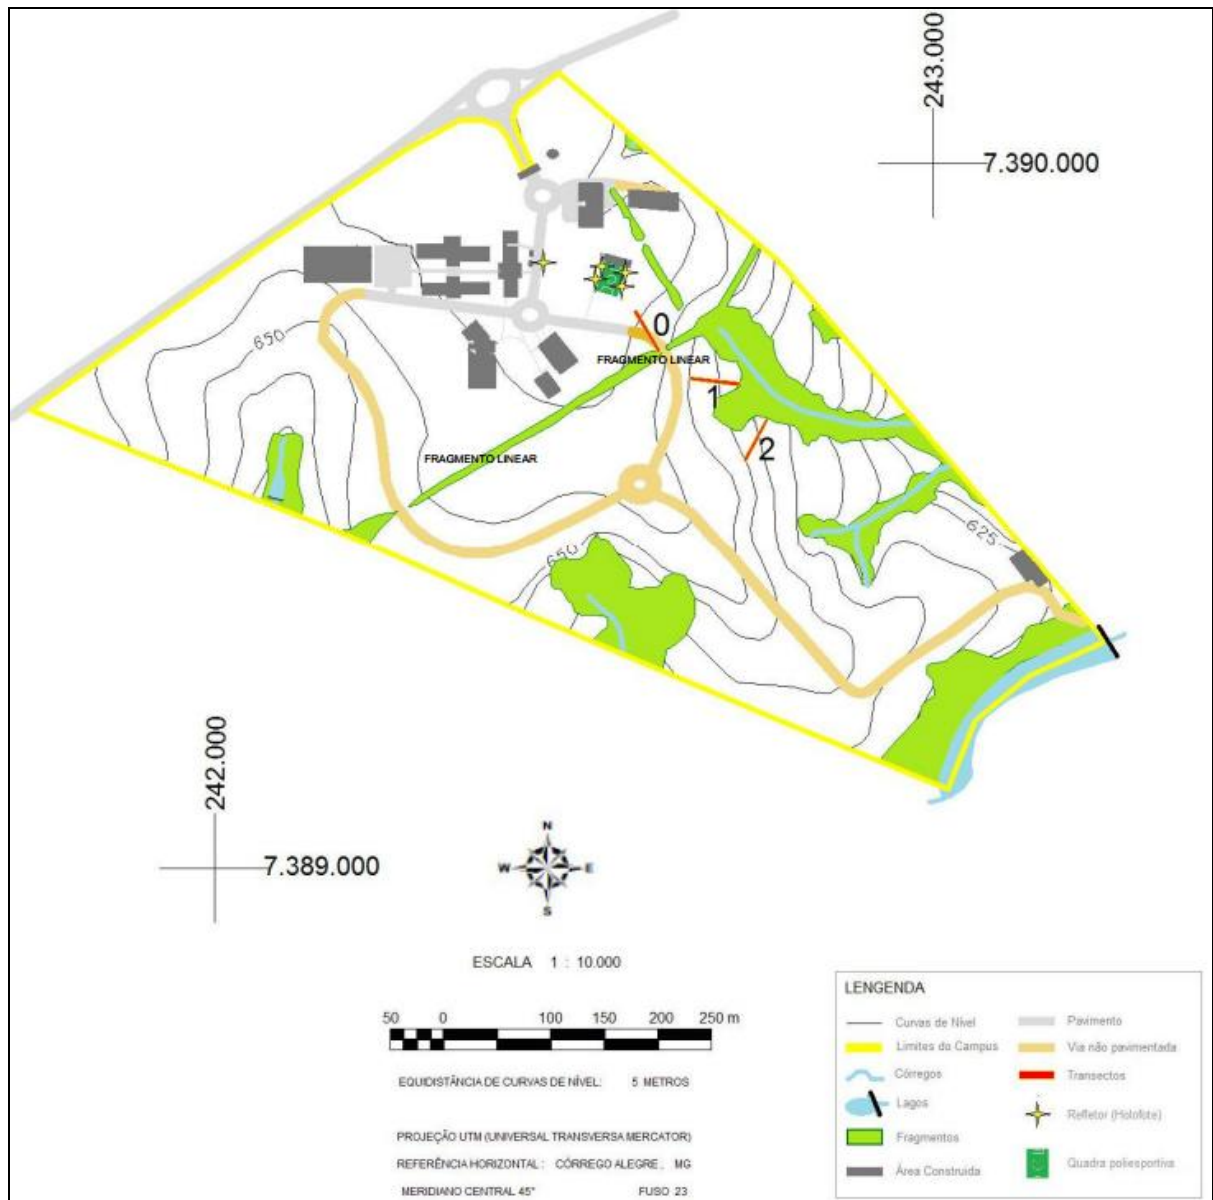 243.000
7.390.000
650
0
FRAGMENTO LINEAR
1
2
FRAGMENTO LINEAR
625
650
242.000
7.389.000
N
W E
S
ESCALA 1 : 10.000
50 0 100 150 200 250 m
EQUIDISTÂNCIA DE CURVAS DE NÍVEL: 5 METROS
PROJEÇÃO UTM (UNIVERSAL TRANSVERSA MERCATOR)
REFERÊNCIA HORIZONTAL: CÓRREGO ALEGRE, MG
MERIDIANO CENTRAL 45° FUSO 23
LENGENDA
Curvas de Nível
Limites do Campus
Córregos
Lagos
Fragmentos
Área Construida
Pavimento
Via não pavimentada
Transectos
Refletor (Holofote)
Quadra poliesportiva